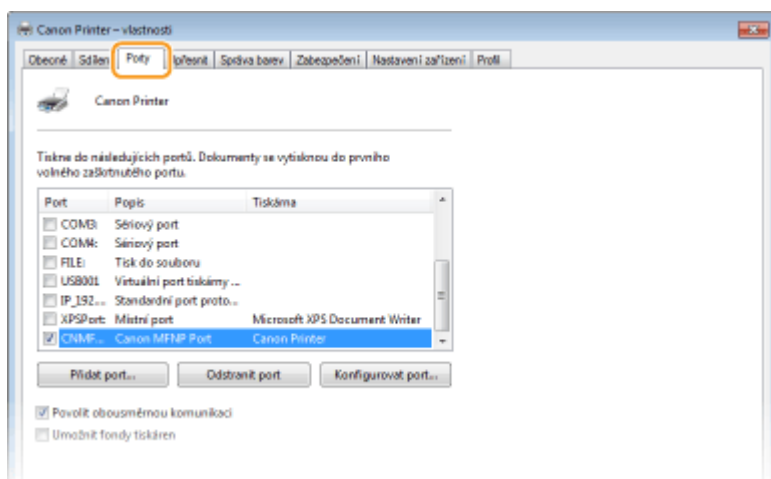 Canon Printer – vlastnosti
Obecné Sdílen Porty přesnit Správa barev Zabezpečení Nastavení zařízení Profil
Canon Printer
Tiskne do následujících portů. Dokumenty se vytisknou do prvního
volného zaškrtnutého portu.
Port Popis Tiskárna
COM3: Sériový port
COM4: Sériový port
FILE: Tisk do souboru
USB001 Virtuální port tiskárny ...
IP_192.... Standardní port proto...
XPSPort: Místní port Microsoft XPS Document Writer
CNMF... Canon MFNP Port Canon Printer
Přidat port... Odstranit port Konfigurovat port...
Povolit obousměrnou komunikaci
Umožnit fondy tiskáren